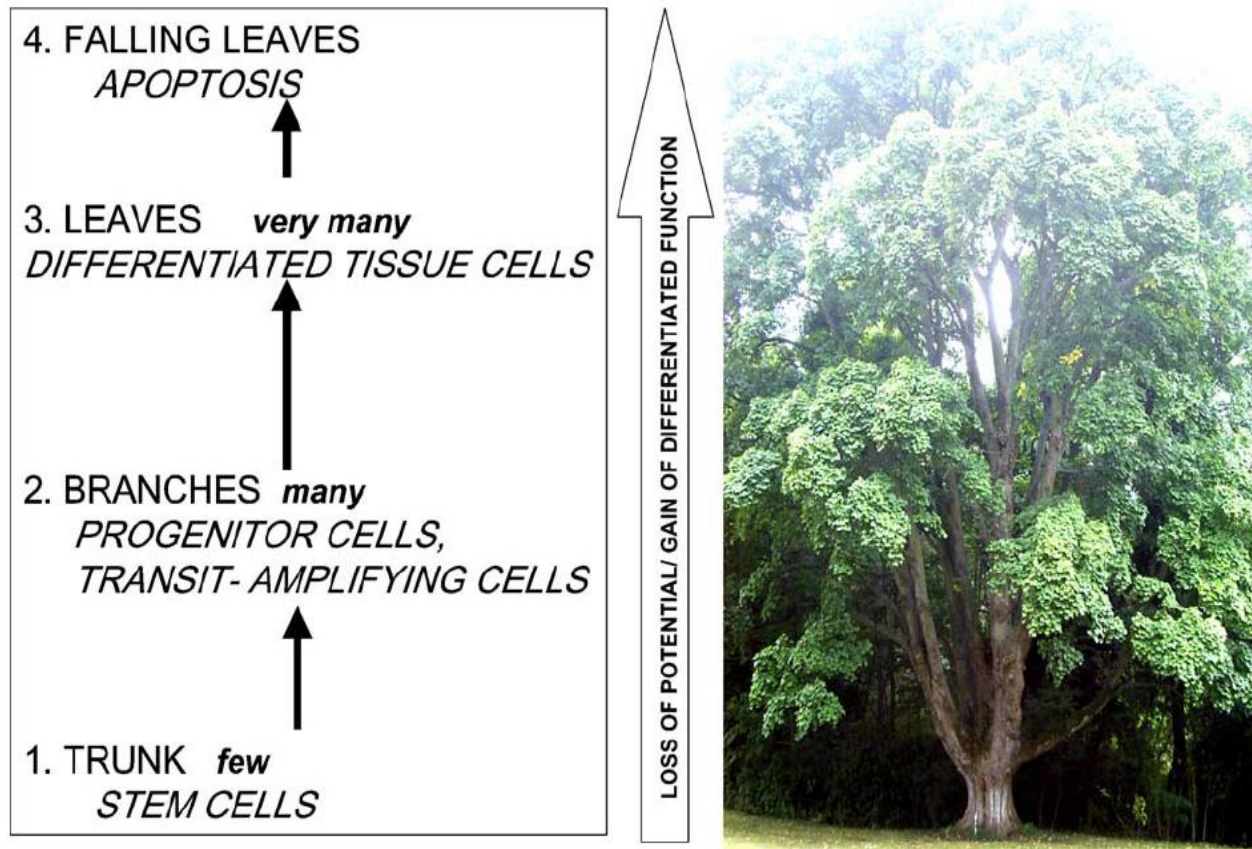 4. FALLING LEAVES
APOPTOSIS
3. LEAVES very many
DIFFERENTIATED TISSUE CELLS
2. BRANCHES many
PROGENITOR CELLS,
TRANSIT- AMPLIFYING CELLS
1. TRUNK few
STEM CELLS
LOSS OF POTENTIAL/ GAIN OF DIFFERENTIATED FUNCTION